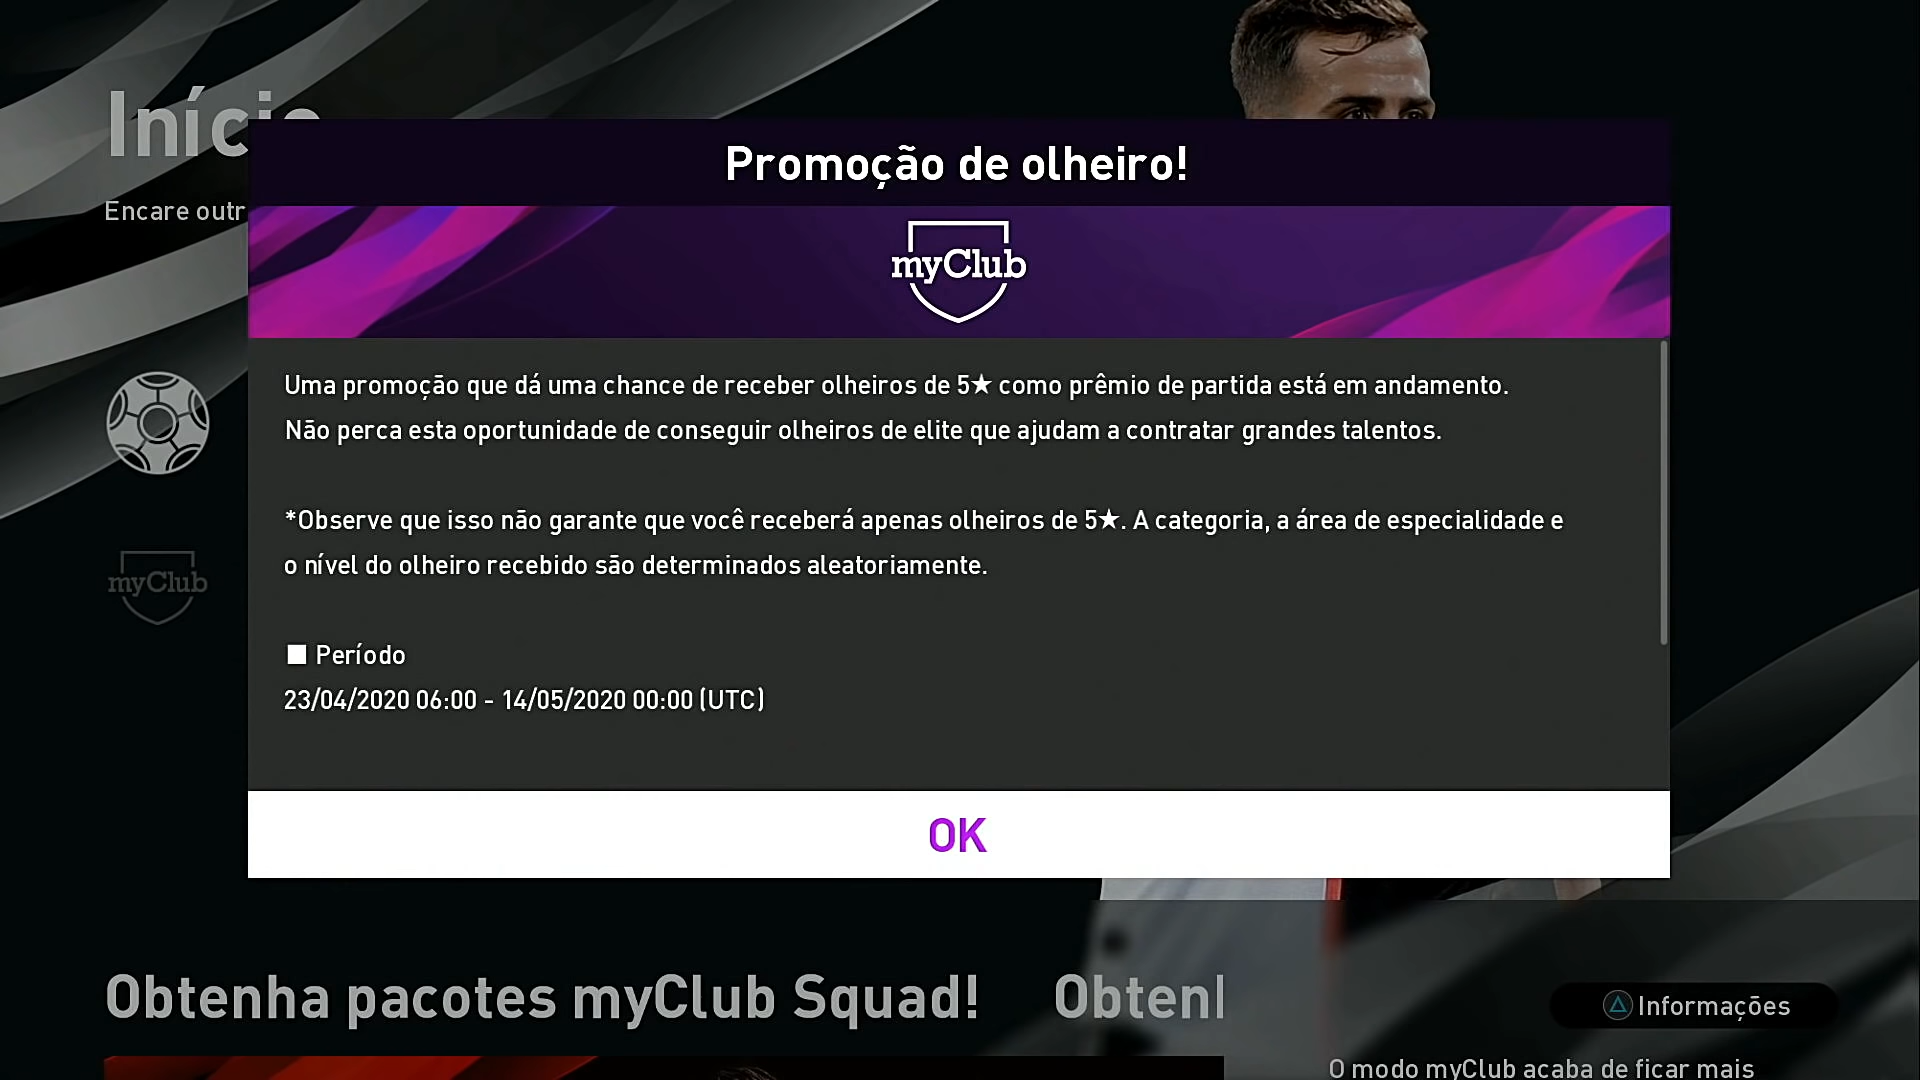 Iníci
Encare outr
Promoção de olheiro!
myClub
Uma promoção que dá uma chance de receber olheiros de 5★ como prêmio de partida está em andamento.
Não perca esta oportunidade de conseguir olheiros de elite que ajudam a contratar grandes talentos.
*Observe que isso não garante que você receberá apenas olheiros de 5★. A categoria, a área de especialidade e
o nível do olheiro recebido são determinados aleatoriamente.
■ Período
23/04/2020 06:00 - 14/05/2020 00:00 (UTC)
myClub
OK
Obtenha pacotes myClub Squad!
Obten
Informações
O modo myClub acaba de ficar mais